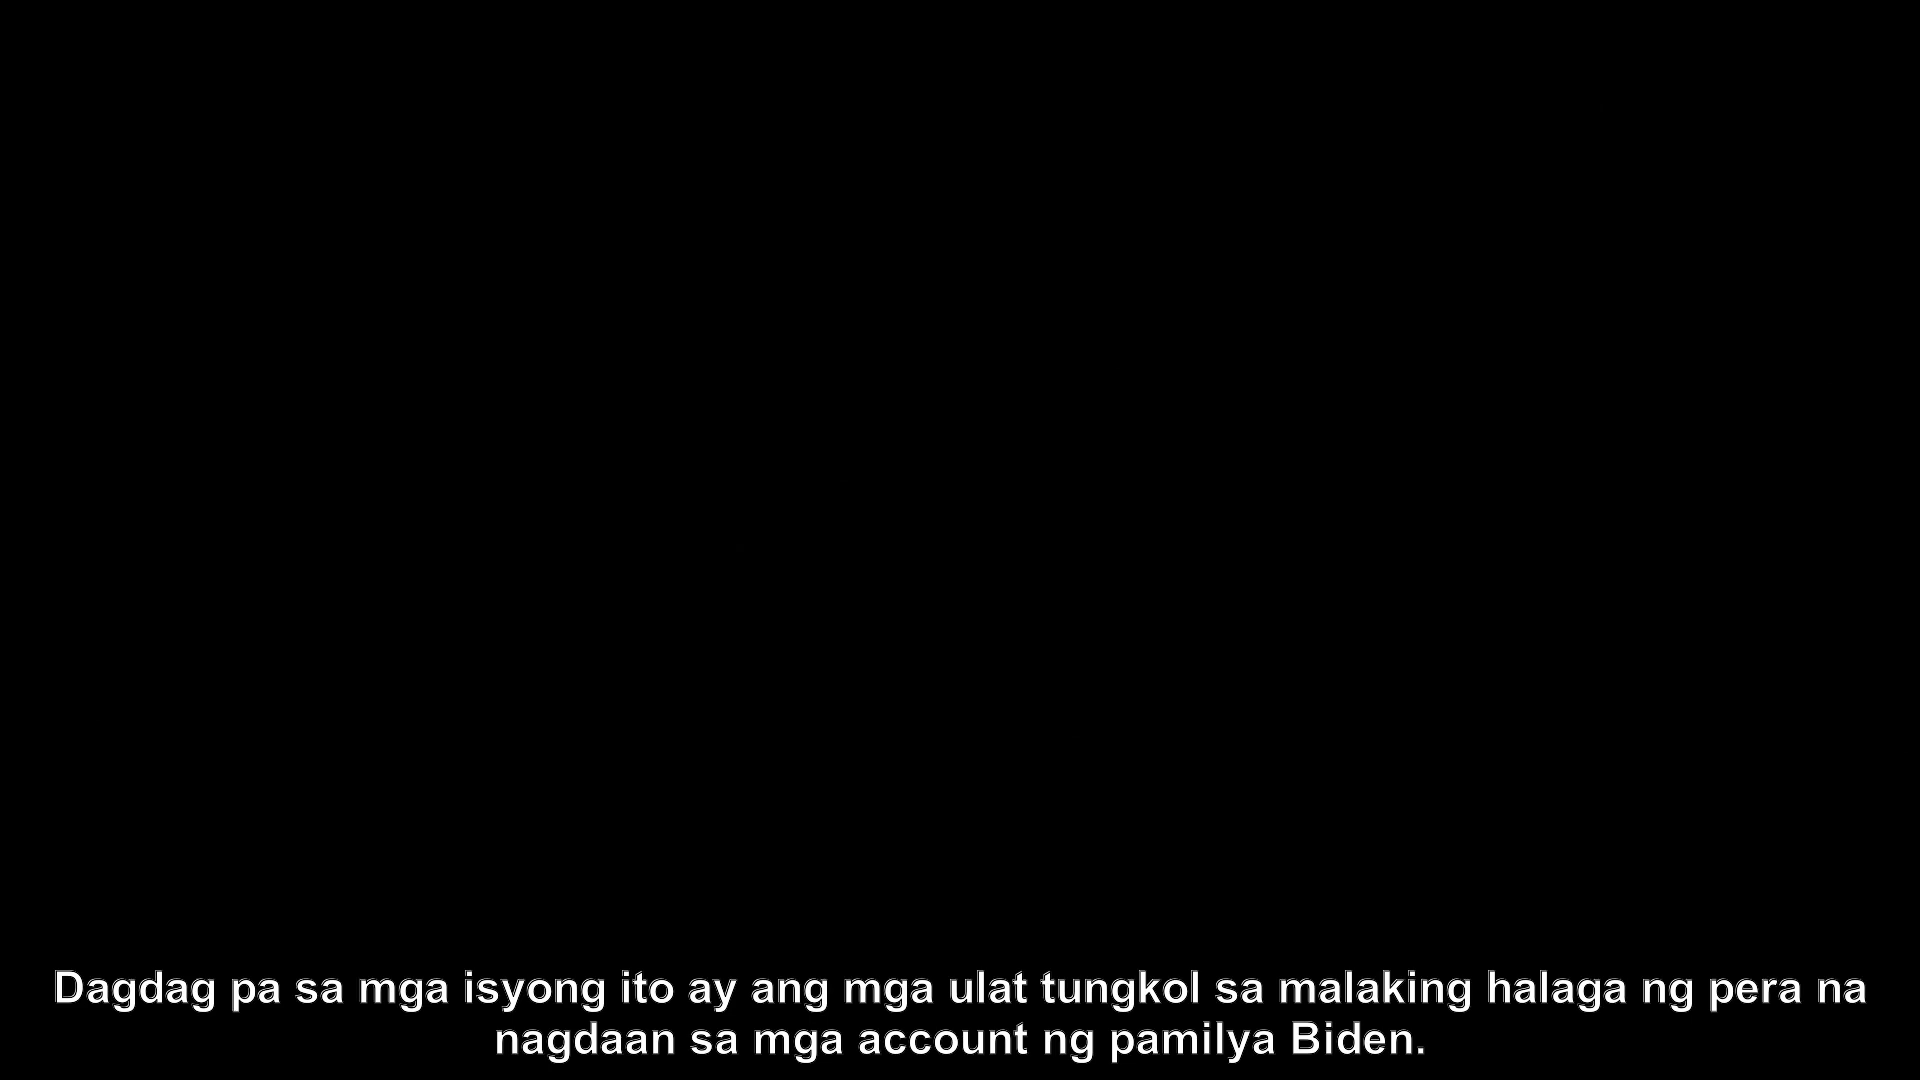 Dagdag pa sa mga isyong ito ay ang mga ulat tungkol sa malaking halaga ng pera na
nagdaan sa mga account ng pamilya Biden.